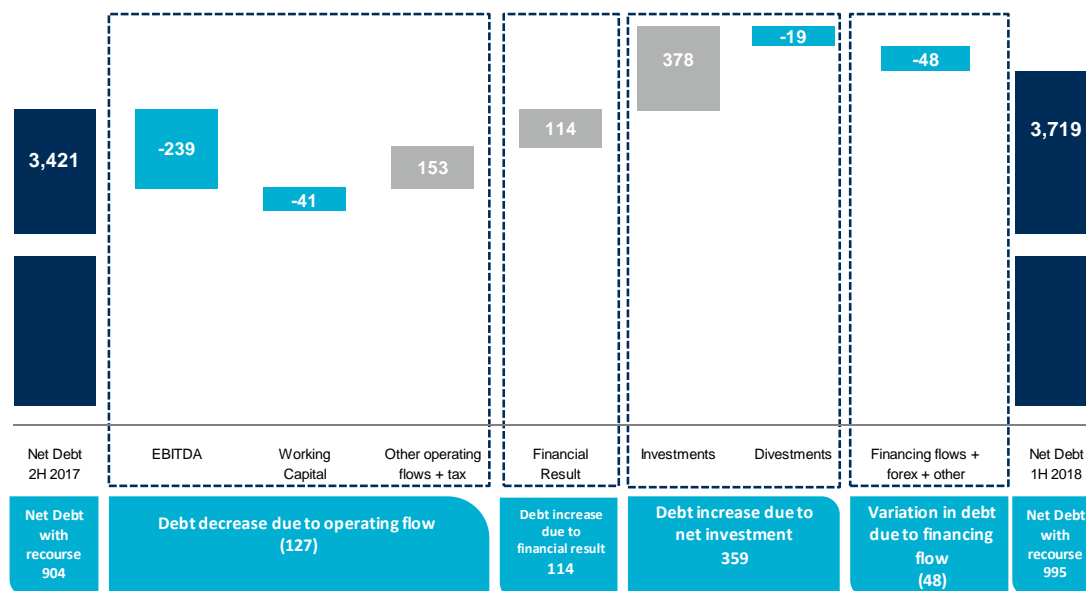 -19
378
-48
3,421
-239
114
3,719
153
-41
Net Debt
2H 2017
EBITDA
Working
Capital
Other operating
flows + tax
Financial
Result
Investments
Divestments
Financing flows +
forex + other
Net Debt
1H 2018
Net Debt
with
recourse
904
Debt decrease due to operating flow
(127)
Debt increase
due to
financial result
114
Debt increase due to
net investment
359
Variation in debt
due to financing
flow
(48)
Net Debt
with
recourse
995